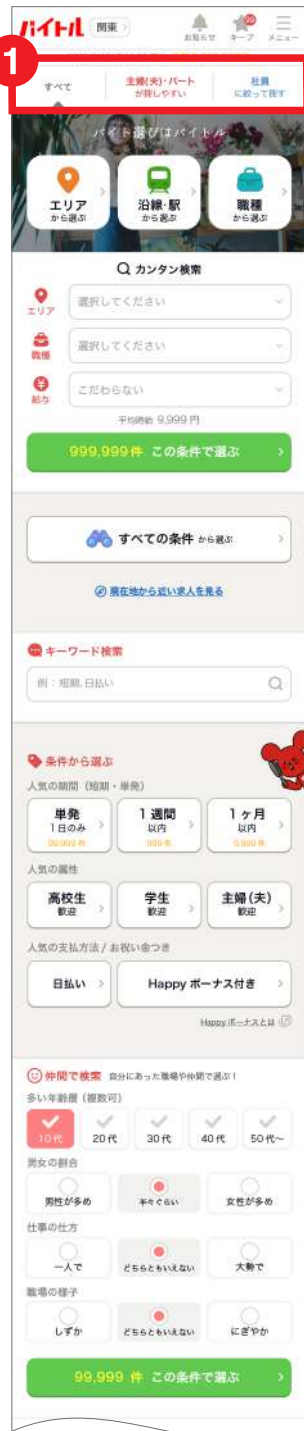 バイトル 関東
お知らせ
20
キープ
メニュー
1
すべて
主婦(夫)・パート
が探しやすい
社員
に絞って探す
バイト選びはバイトル
エリア
から選ぶ
沿線・駅
から選ぶ
職種
から選ぶ
カンタン検索
エリア
選択してください
職種
選択してください
給与
こだわらない
平均時給 9,999 円
999,999件 この条件で選ぶ
すべての条件 から選ぶ
現在地から近い求人を見る
キーワード検索
例：短期、日払い
条件から選ぶ
人気の期間（短期・単発）
単発
1日のみ
99,999 件
1 週間
以内
999 件
1 ヶ月
以内
9,999 件
人気の属性
高校生
歓迎
学生
歓迎
主婦(夫)
歓迎
人気の支払方法 / お祝い金つき
日払い
Happy ボーナス付き
Happy ボーナスとは
仲間で検索 自分にあった職場や仲間で選ぶ！
多い年齢層（複数可）
10代
20代
30代
40代
50代～
男女の割合
男性が多め
半々ぐらい
女性が多め
仕事の仕方
一人で
どちらともいえない
大勢で
職場の様子
しずか
どちらともいえない
にぎやか
99,999 件 この条件で選ぶ